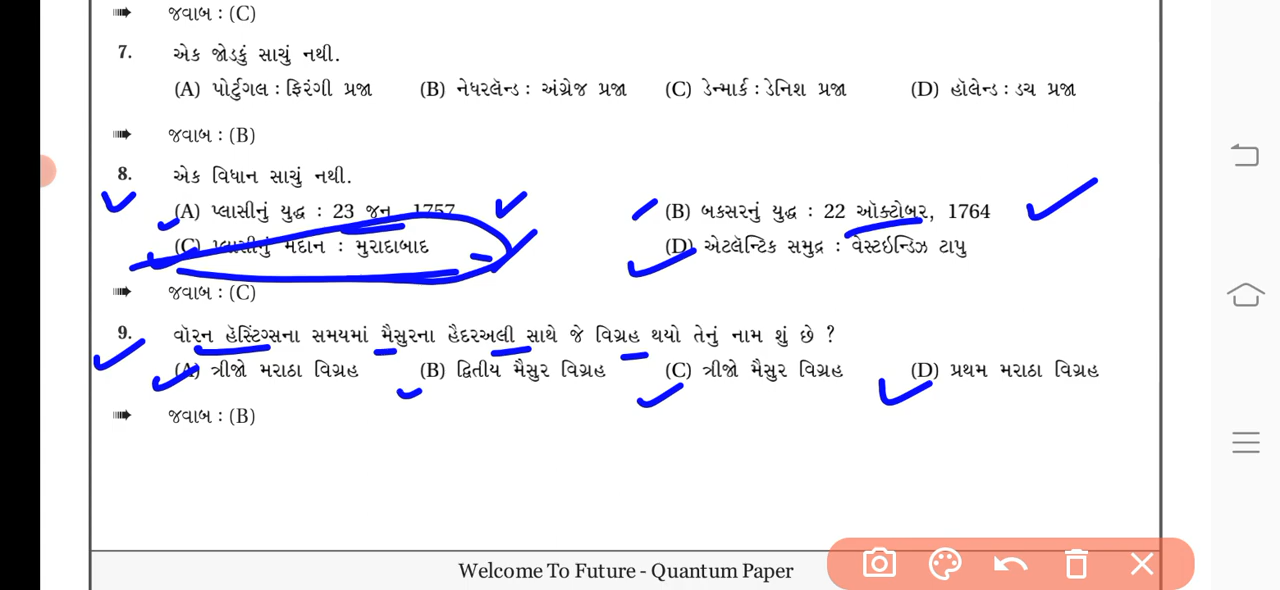 જવાબ : (C)
7. એક જોડકું સાચું નથી.
(A) પોર્ટુગલ : ફિરંગી પ્રજા (B) નેધરલૅન્ડ : અંગ્રેજ પ્રજા (C) ડેન્માર્ક : ડેનિશ પ્રજા (D) હૉલેન્ડ : ડચ પ્રજા
જવાબ : (B)
8. એક વિધાન સાચું નથી.
(A) પ્લાસીનું યુદ્ધ : 23 જૂન, 1757 (B) બક્સરનું યુદ્ધ : 22 ઑક્ટોબર, 1764
(C) પ્લાસીનું મેદાન : મુરાદાબાદ (D) એટલૅન્ટિક સમુદ્ર : વેસ્ટઇન્ડિઝ ટાપુ
જવાબ : (C)
9. વૉરન હૅસ્ટિંગ્સના સમયમાં મૈસુરના હૈદરઅલી સાથે જે વિગ્રહ થયો તેનું નામ શું છે ?
(A) ત્રીજો મરાઠા વિગ્રહ (B) દ્વિતીય મૈસુર વિગ્રહ (C) ત્રીજો મૈસુર વિગ્રહ (D) પ્રથમ મરાઠા વિગ્રહ
જવાબ : (B)
Welcome To Future - Quantum Paper